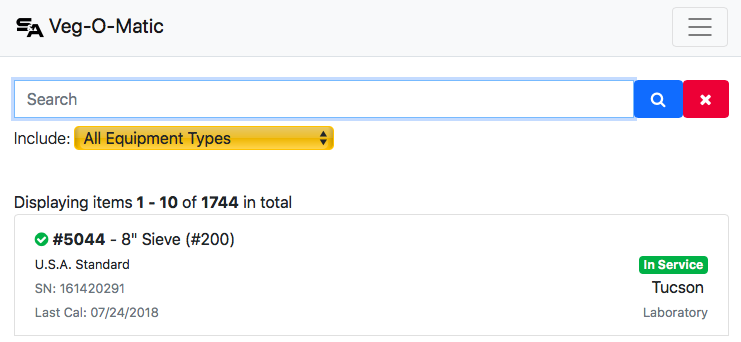 SA Veg-O-Matic
Search
Include: All Equipment Types
Displaying items 1 - 10 of 1744 in total
#5044 - 8" Sieve (#200)
U.S.A. Standard In Service
SN: 161420291 Tucson
Last Cal: 07/24/2018 Laboratory